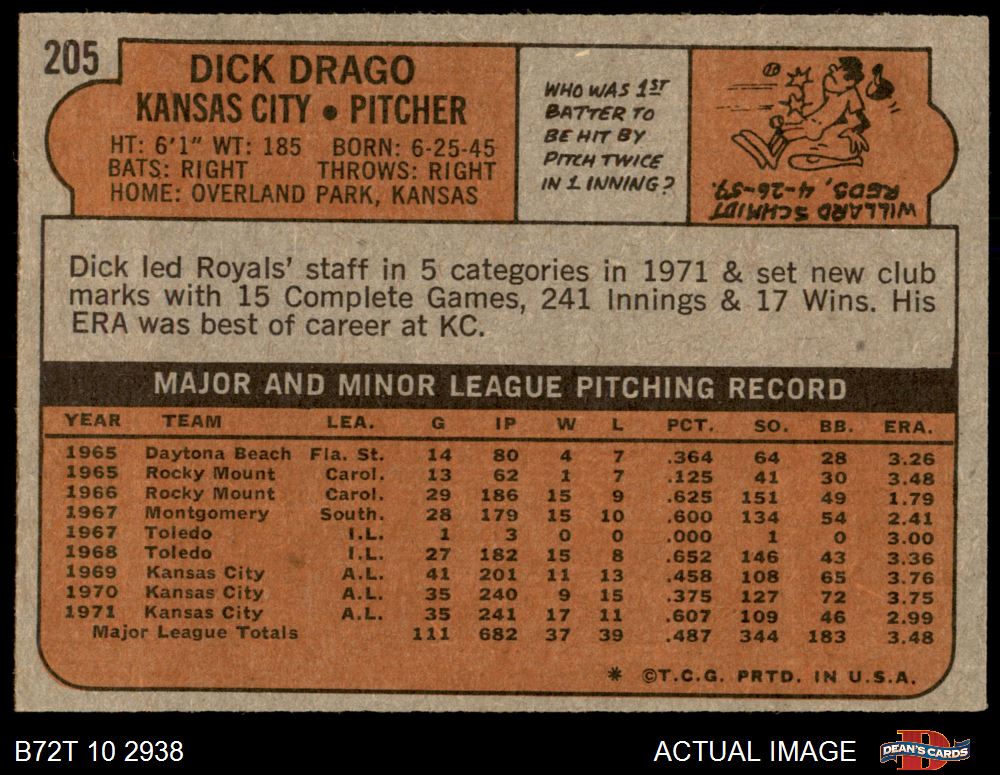 205
DICK DRAGO
KANSAS CITY • PITCHER
HT: 6'1" WT: 185 BORN: 6-25-45
BATS: RIGHT THROWS: RIGHT
HOME: OVERLAND PARK, KANSAS
WHO WAS 1ST
BATTER TO
BE HIT BY
PITCH TWICE
IN 1 INNING?
WILLARD SCHMIDT
REDS, 4-26-59.
Dick led Royals' staff in 5 categories in 1971 & set new club
marks with 15 Complete Games, 241 Innings & 17 Wins. His
ERA was best of career at KC.
MAJOR AND MINOR LEAGUE PITCHING RECORD
YEAR TEAM LEA. G IP W L PCT. SO. BB. ERA.
1965 Daytona Beach Fla. St. 14 80 4 7 .364 64 28 3.26
1965 Rocky Mount Carol. 13 62 1 7 .125 41 30 3.48
1966 Rocky Mount Carol. 29 186 15 9 .625 151 49 1.79
1967 Montgomery South. 28 179 15 10 .600 134 54 2.41
1967 Toledo I.L. 1 3 0 0 .000 1 0 3.00
1968 Toledo I.L. 27 182 15 8 .652 146 43 3.36
1969 Kansas City A.L. 41 201 11 13 .458 108 65 3.76
1970 Kansas City A.L. 35 240 9 15 .375 127 72 3.75
1971 Kansas City A.L. 35 241 17 11 .607 109 46 2.99
Major League Totals 111 682 37 39 .487 344 183 3.48
* ©T.C.G. PRTD. IN U.S.A.
B72T 10 2938
ACTUAL IMAGE
D
DEAN'S CARDS